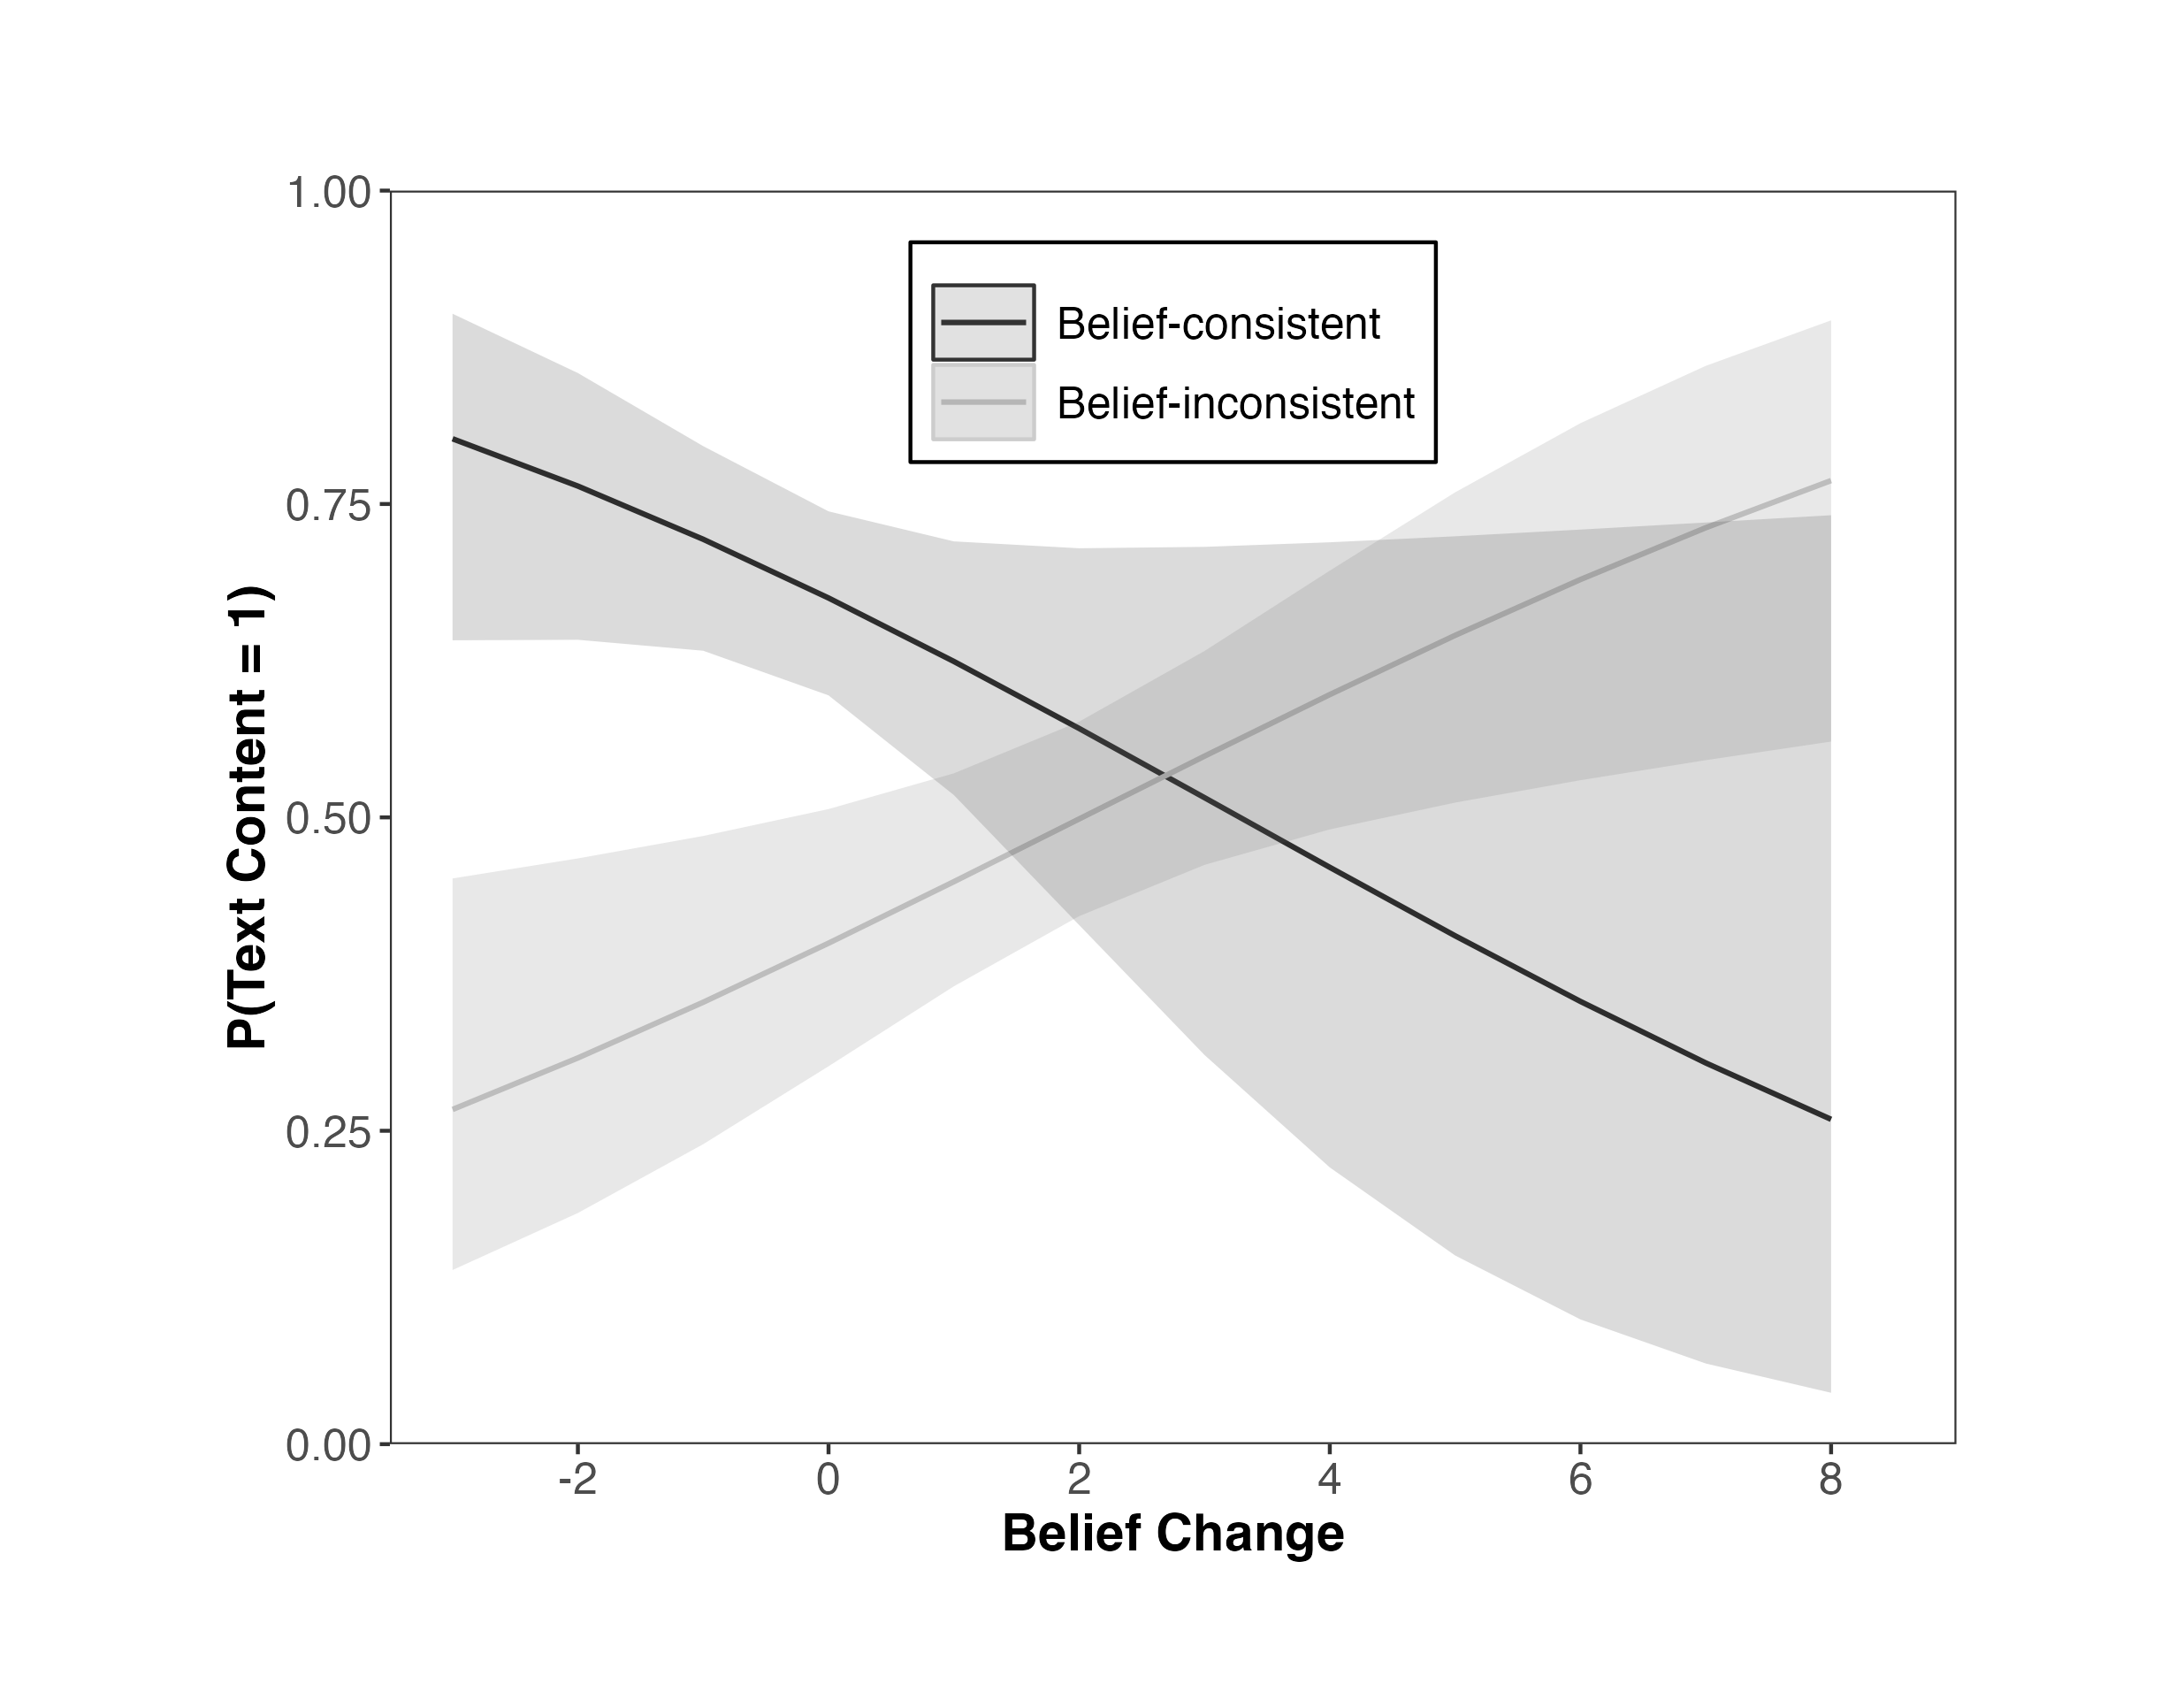 1.00
0.75
0.50
0.25
0.00
P(Text Content = 1)
Belief-consistent
Belief-inconsistent
-2 0 2 4 6 8
Belief Change